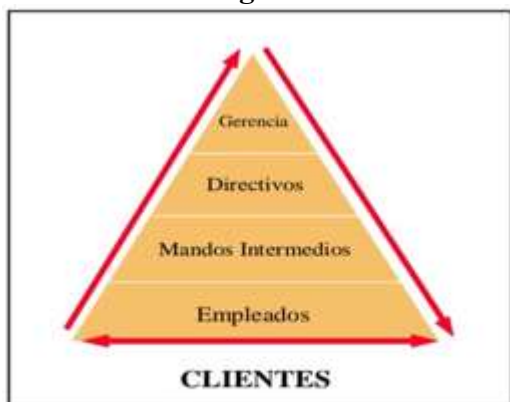 Gerencia
Directivos
Mandos Intermedios
Empleados
CLIENTES